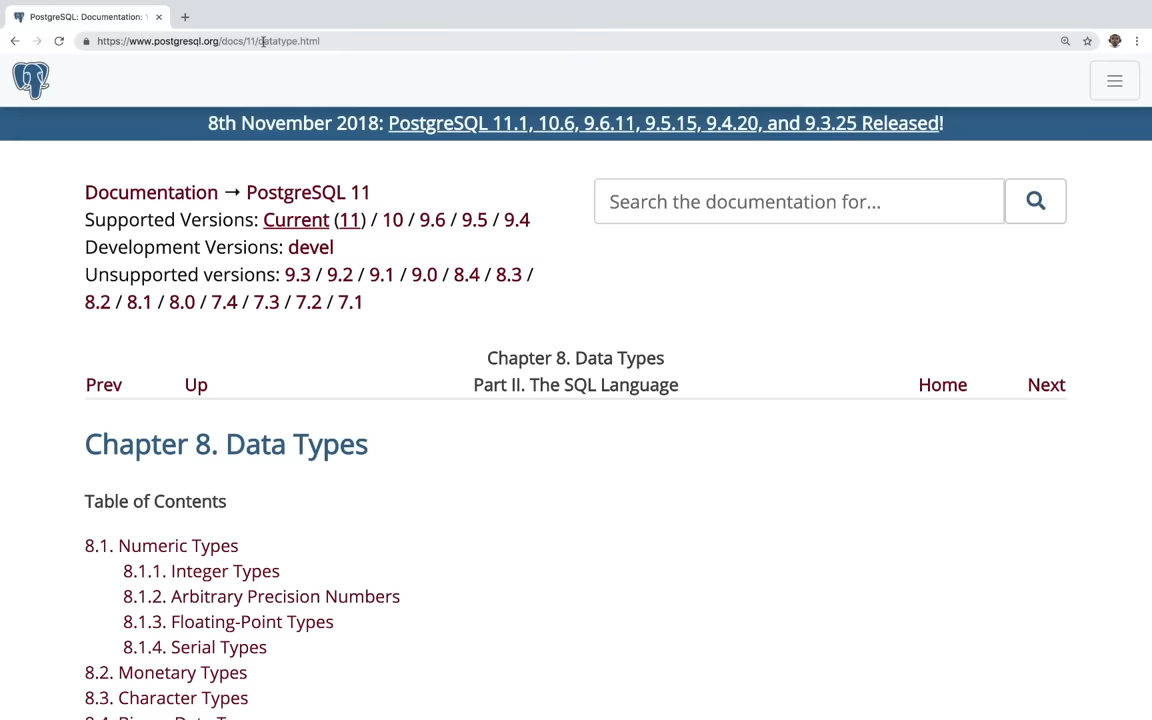 PostgreSQL: Documentation:
https://www.postgresql.org/docs/11/datatype.html
8th November 2018: PostgreSQL 11.1, 10.6, 9.6.11, 9.5.15, 9.4.20, and 9.3.25 Released!
Documentation → PostgreSQL 11
Supported Versions: Current (11) / 10 / 9.6 / 9.5 / 9.4
Development Versions: devel
Unsupported versions: 9.3 / 9.2 / 9.1 / 9.0 / 8.4 / 8.3 /
8.2 / 8.1 / 8.0 / 7.4 / 7.3 / 7.2 / 7.1
Search the documentation for...
Chapter 8. Data Types
Prev Up Part II. The SQL Language Home Next
Chapter 8. Data Types
Table of Contents
8.1. Numeric Types
8.1.1. Integer Types
8.1.2. Arbitrary Precision Numbers
8.1.3. Floating-Point Types
8.1.4. Serial Types
8.2. Monetary Types
8.3. Character Types